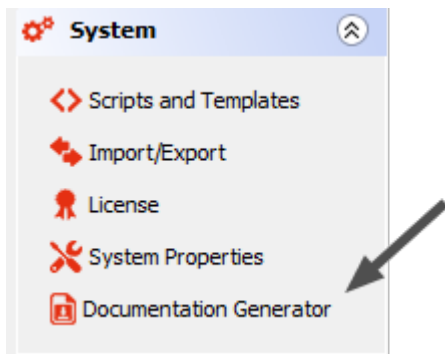 System
Scripts and Templates
Import/Export
License
System Properties
Documentation Generator